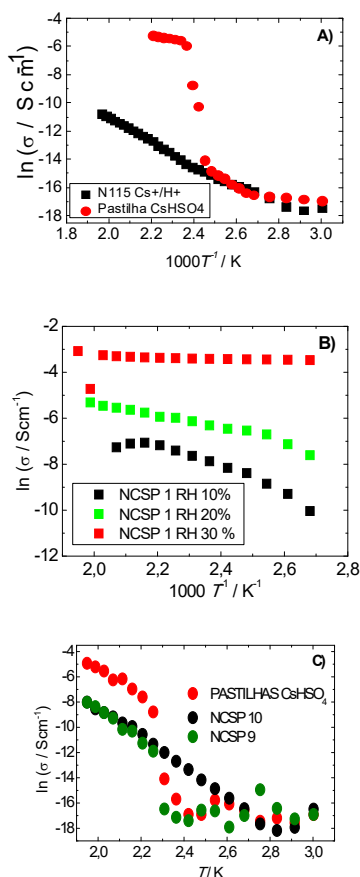 A)
-4
-6
-8
-10
-12
-14
-16
-18
ln (σ / S cm⁻¹)
N115 Cs+/H+
Pastilha CsHSO4
1.8 2.0 2.2 2.4 2.6 2.8 3.0
1000T⁻¹ / K
B)
-2
-4
-6
-8
-10
-12
ln (σ / Scm⁻¹)
NCSP 1 RH 10%
NCSP 1 RH 20%
NCSP 1 RH 30 %
2,0 2,2 2,4 2,6 2,8
1000 T¹ / K⁻¹
C)
-4
-6
-8
-10
-12
-14
-16
-18
ln (σ / Scm⁻¹)
PASTILHAS CsHSO₄
NCSP 10
NCSP 9
2,0 2,2 2,4 2,6 2,8 3,0
T/ K